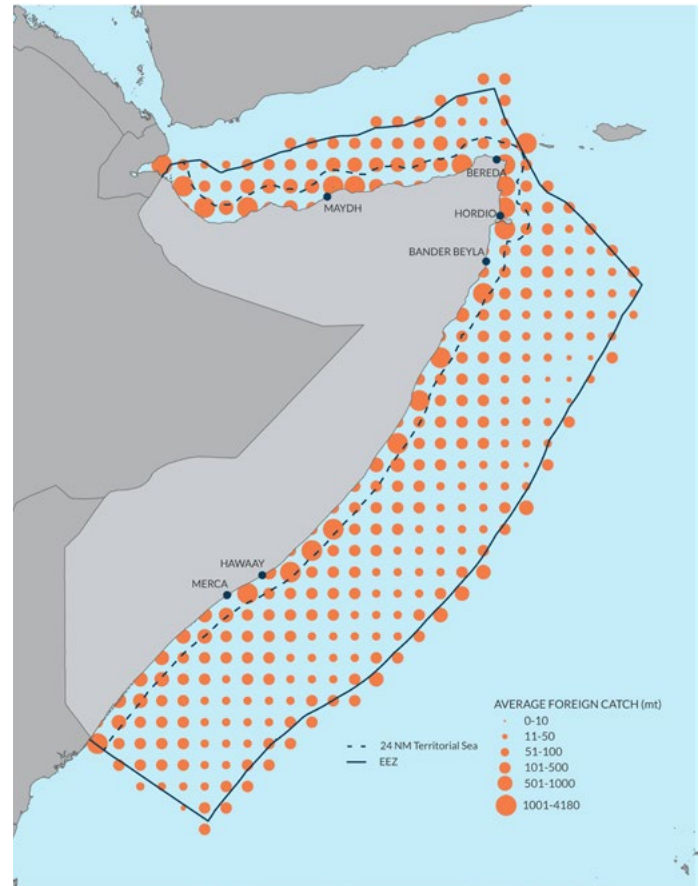 BEREDA
MAYDH
HORDIO
BANDER BEYLA
HAWAAY
MERCA
24 NM Territorial Sea
EEZ
AVERAGE FOREIGN CATCH (mt)
0-10
11-50
51-100
101-500
501-1000
1001-4180